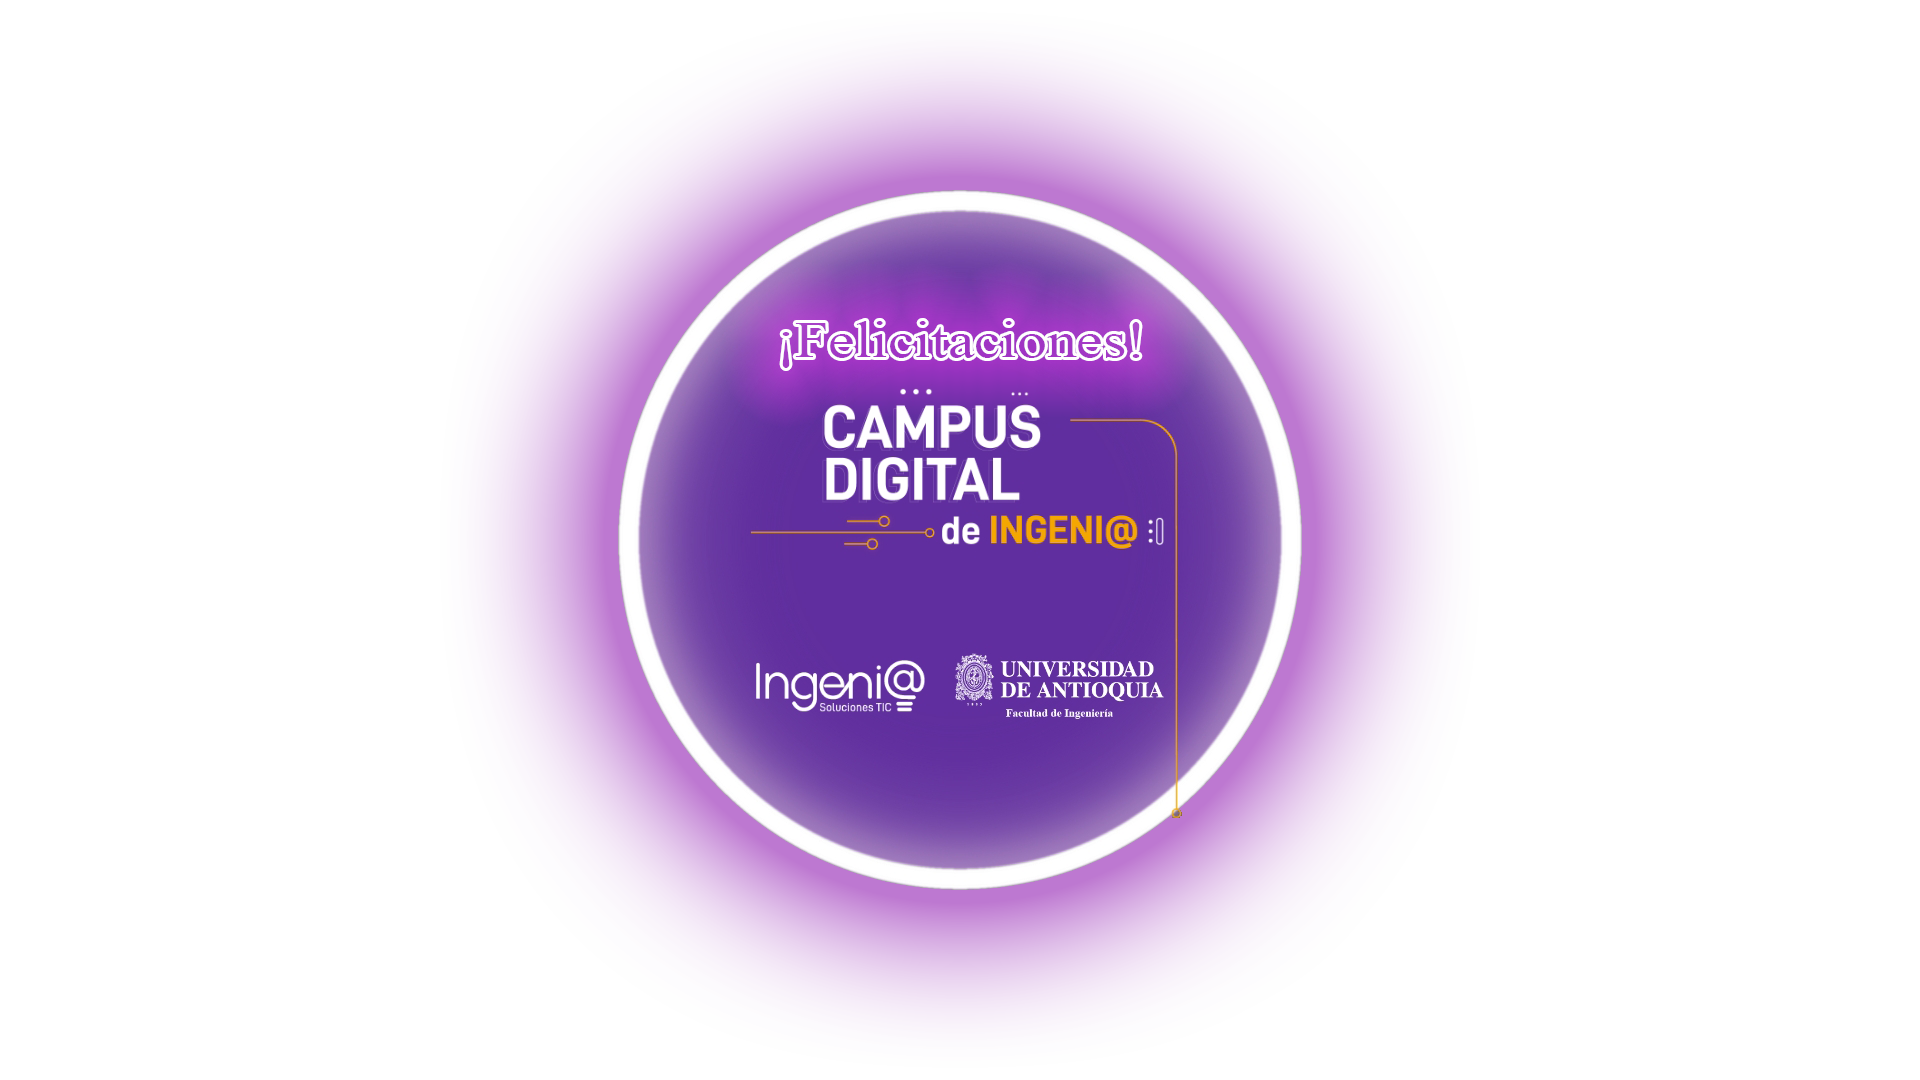 ¡Felicitaciones!
CAMPUS
DIGITAL
de INGENI@
Ingeni@
Soluciones TIC
UNIVERSIDAD
DE ANTIOQUIA
Facultad de Ingeniería